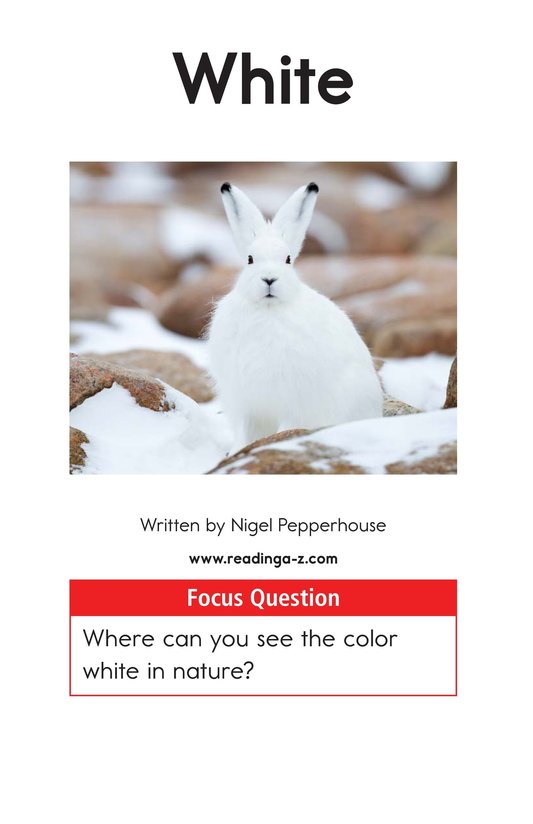 White
Written by Nigel Pepperhouse
www.readinga-z.com
Focus Question
Where can you see the color
white in nature?